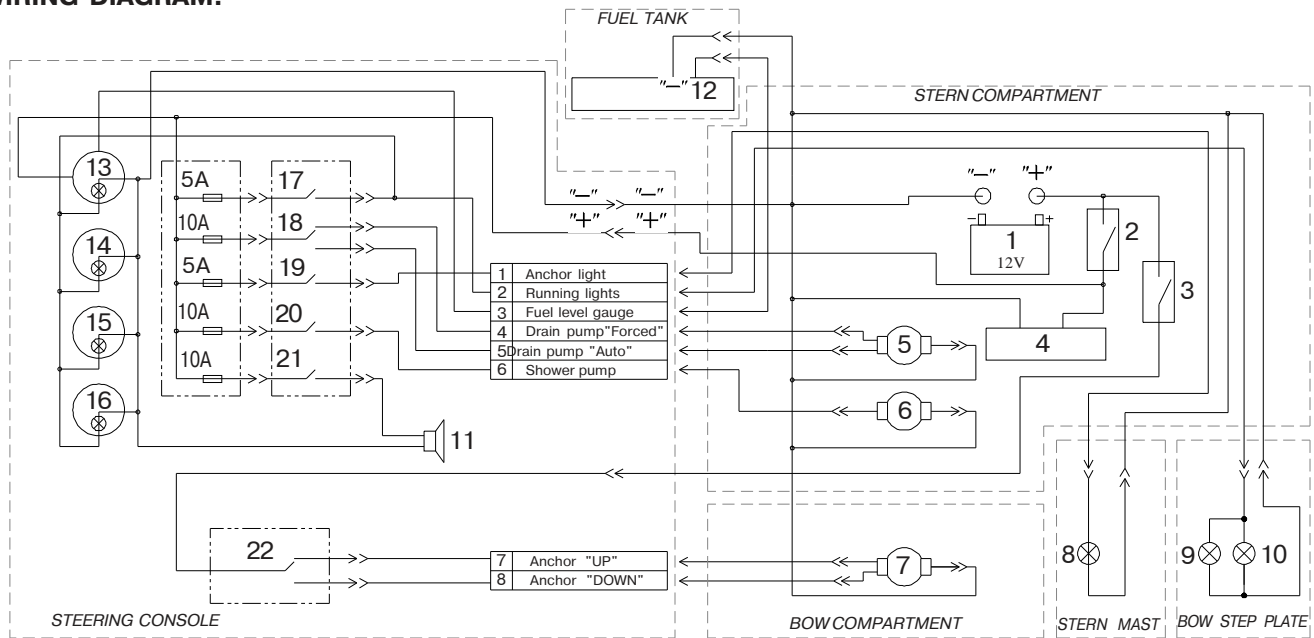 WIRING DIAGRAM:
FUEL TANK
"—" 12
STERN COMPARTMENT
13
5A 17
"—" "—"
"—" "+"
10A 18
"+" "+"
– +
1
12V
2
14
5A 19
3
1 Anchor light
2 Running lights
3 Fuel level gauge
4 Drain pump"Forced"
5 Drain pump "Auto"
6 Shower pump
15
10A 20
5
4
10A 21
16
6
11
22
7 Anchor "UP"
8 Anchor "DOWN"
7
8
9
10
STEERING CONSOLE
BOW COMPARTMENT
STERN MAST
BOW STEP PLATE